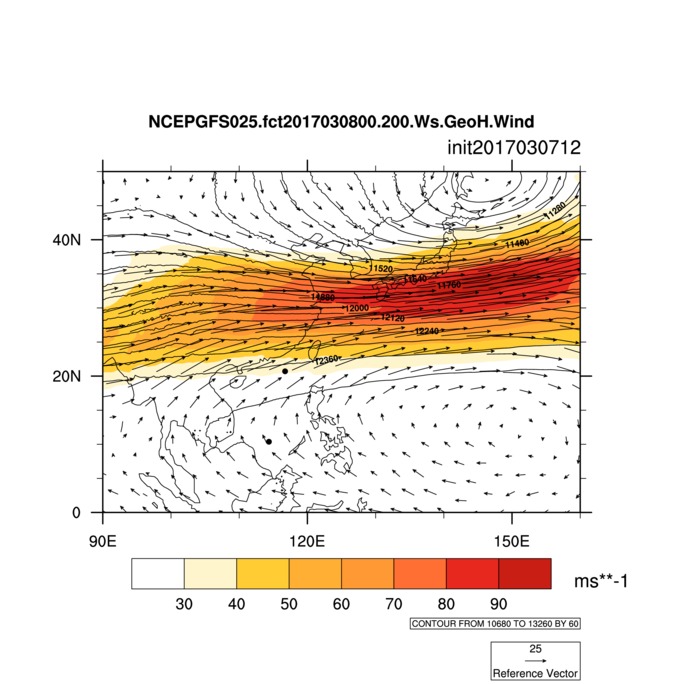 NCEPGFS025.fct2017030800.200.Ws.GeoH.Wind
init2017030712
11280
40N
11400
11520
11640
11760
11880
12000
12120
12240
12360
20N
0
90E 120E 150E
ms**-1
30 40 50 60 70 80 90
CONTOUR FROM 10680 TO 13260 BY 60
25
Reference Vector